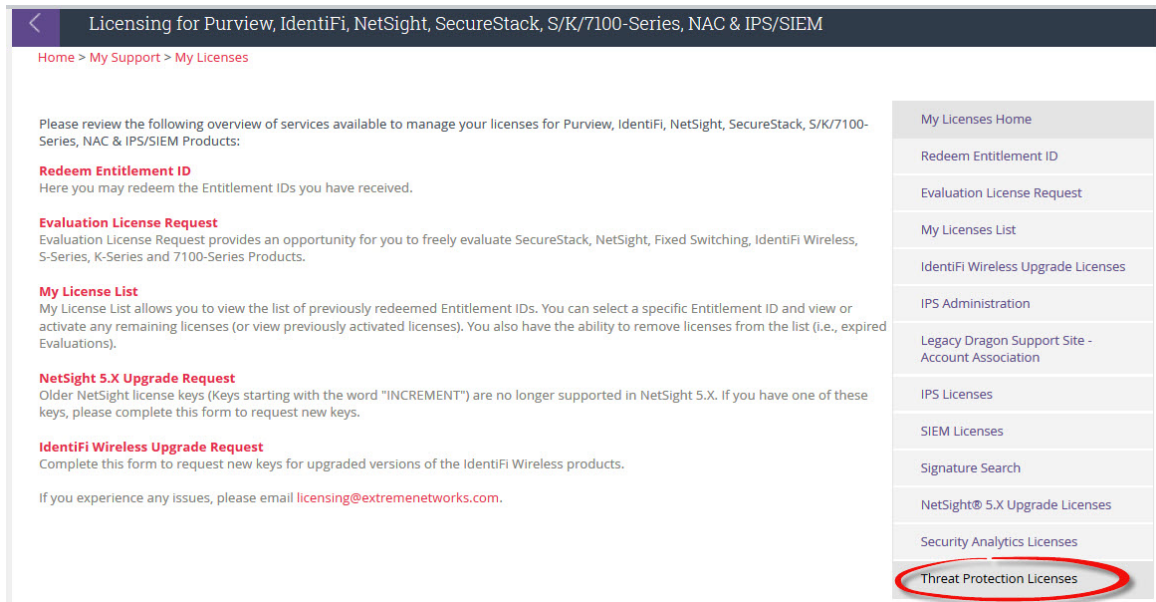 Licensing for Purview, IdentiFi, NetSight, SecureStack, S/K/7100-Series, NAC & IPS/SIEM
Home > My Support > My Licenses
Please review the following overview of services available to manage your licenses for Purview, IdentiFi, NetSight, SecureStack, S/K/7100-
Series, NAC & IPS/SIEM Products:
Redeem Entitlement ID
Here you may redeem the Entitlement IDs you have received.
Evaluation License Request
Evaluation License Request provides an opportunity for you to freely evaluate SecureStack, NetSight, Fixed Switching, IdentiFi Wireless,
S-Series, K-Series and 7100-Series Products.
My License List
My License List allows you to view the list of previously redeemed Entitlement IDs. You can select a specific Entitlement ID and view or
activate any remaining licenses (or view previously activated licenses). You also have the ability to remove licenses from the list (i.e., expired
Evaluations).
NetSight 5.X Upgrade Request
Older NetSight license keys (Keys starting with the word "INCREMENT") are no longer supported in NetSight 5.X. If you have one of these
keys, please complete this form to request new keys.
IdentiFi Wireless Upgrade Request
Complete this form to request new keys for upgraded versions of the IdentiFi Wireless products.
If you experience any issues, please email licensing@extremenetworks.com.
My Licenses Home
Redeem Entitlement ID
Evaluation License Request
My Licenses List
IdentiFi Wireless Upgrade Licenses
IPS Administration
Legacy Dragon Support Site -
Account Association
IPS Licenses
SIEM Licenses
Signature Search
NetSight® 5.X Upgrade Licenses
Security Analytics Licenses
Threat Protection Licenses